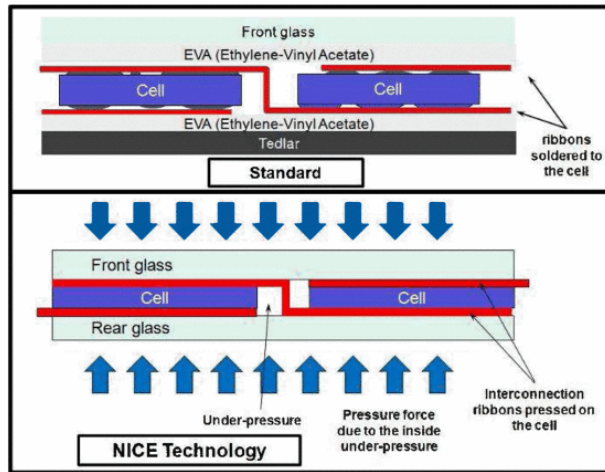 Front glass
EVA (Ethylene-Vinyl Acetate)
Cell
Cell
EVA (Ethylene-Vinyl Acetate)
Tedlar
ribbons
soldered to
the cell
Standard
Front glass
Cell
Cell
Rear glass
Under-pressure
Pressure force
due to the inside
under-pressure
Interconnection
ribbons pressed on
the cell
NICE Technology